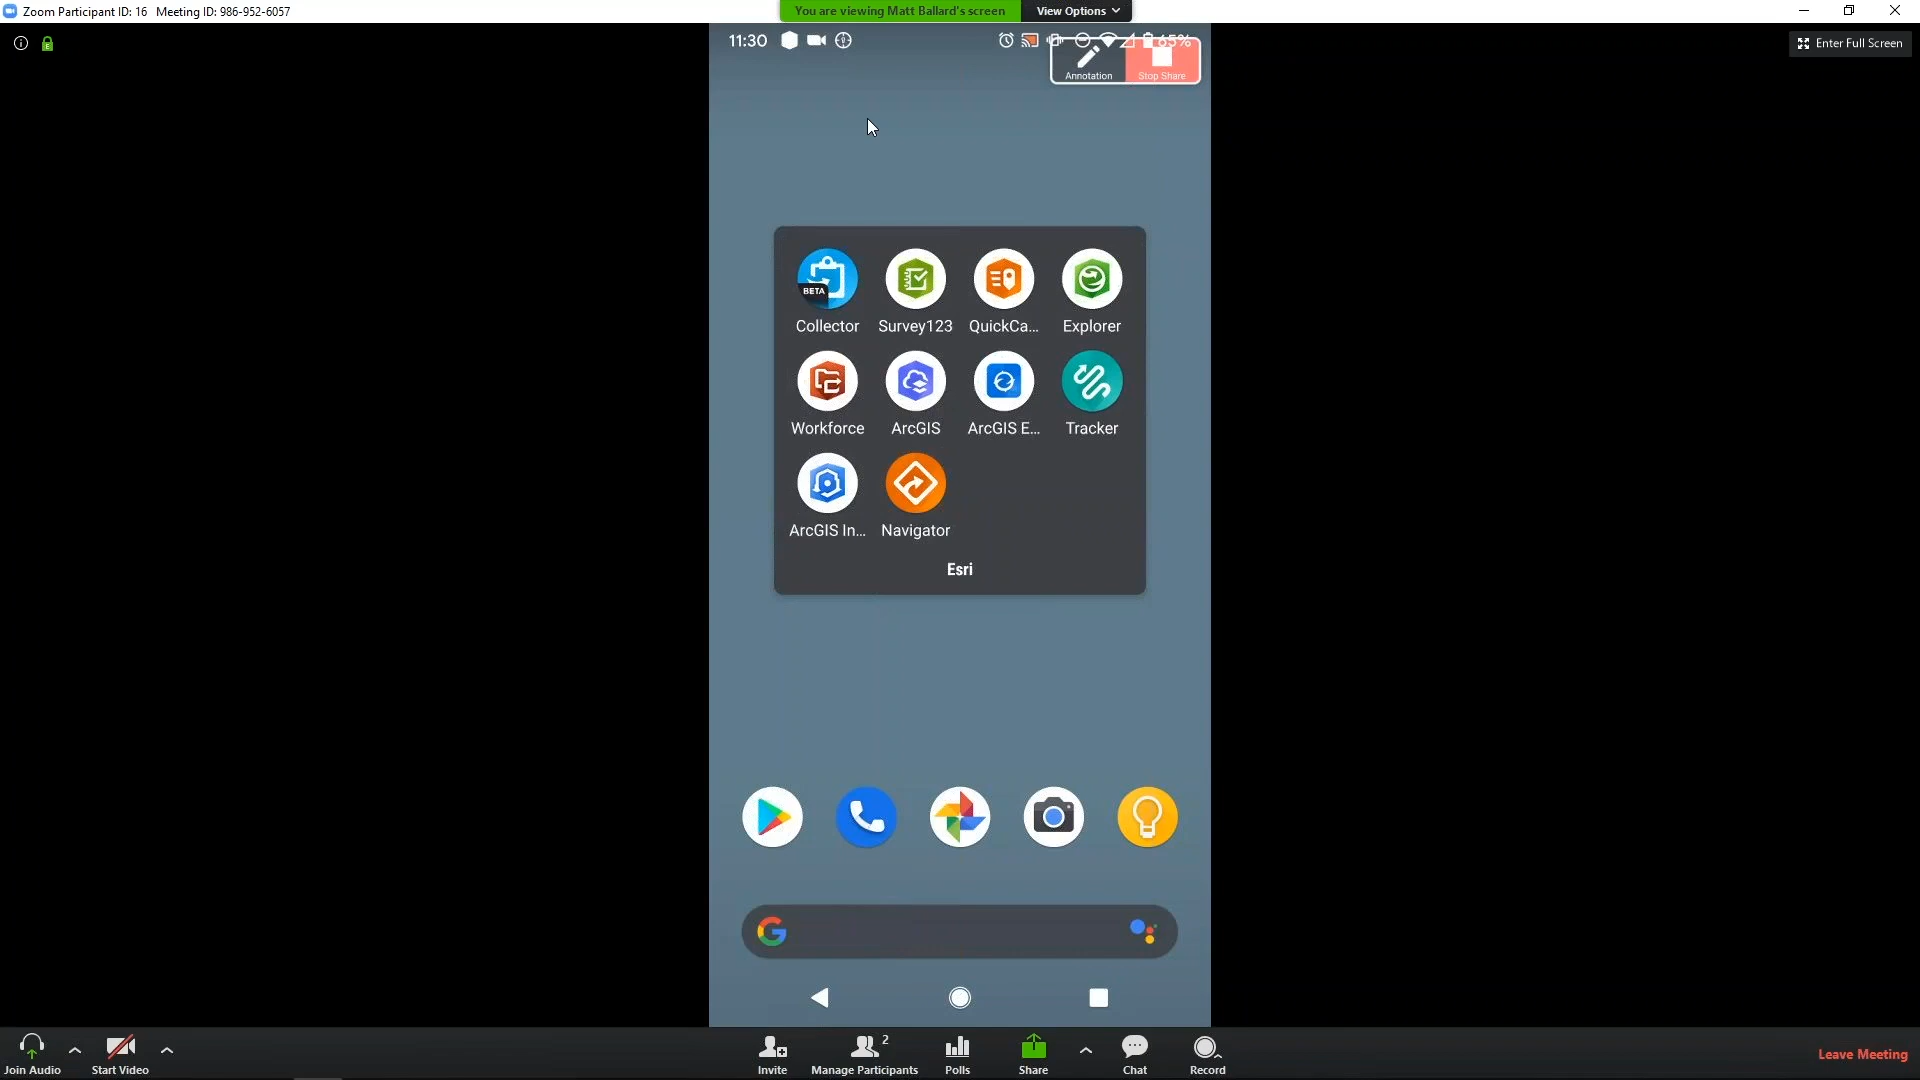 Zoom Participant ID: 16 Meeting ID: 986-952-6057
You are viewing Matt Ballard's screen
View Options
Enter Full Screen
11:30
65%
Annotation
Stop Share
BETA
Collector
Survey123
QuickCa...
Explorer
Workforce
ArcGIS
ArcGIS E...
Tracker
ArcGIS In...
Navigator
Esri
Join Audio
Start Video
Invite
2
Manage Participants
Polls
Share
Chat
Record
Leave Meeting